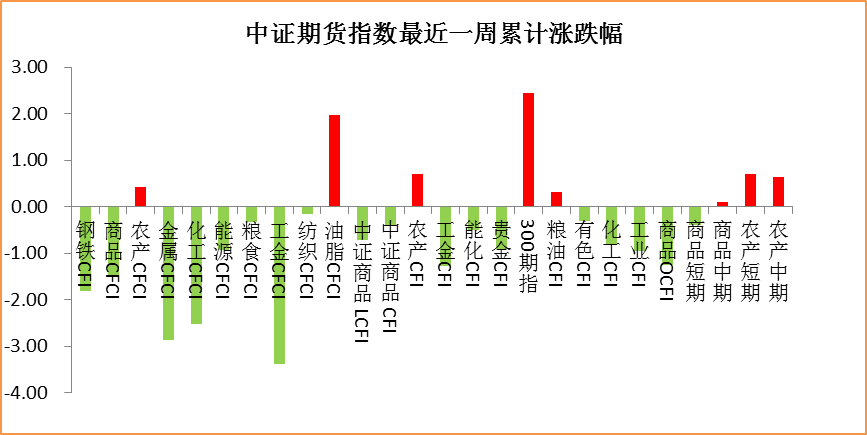 中证期货指数最近一周累计涨跌幅
3.00
2.00
1.00
0.00
-1.00
-2.00
-3.00
-4.00
钢铁CFI
商品CFCI
农产CFCI
金属CFCI
化工CFCI
能源CFCI
粮食CFCI
工金CFCI
纺织CFCI
油脂CFCI
中证商品 LCFI
中证商品 CFI
农产CFI
工金CFI
能化CFI
贵金CFI
300期指
粮油CFI
有色CFI
化工CFI
工业CFI
商品OCFI
商品短期
商品中期
农产短期
农产中期